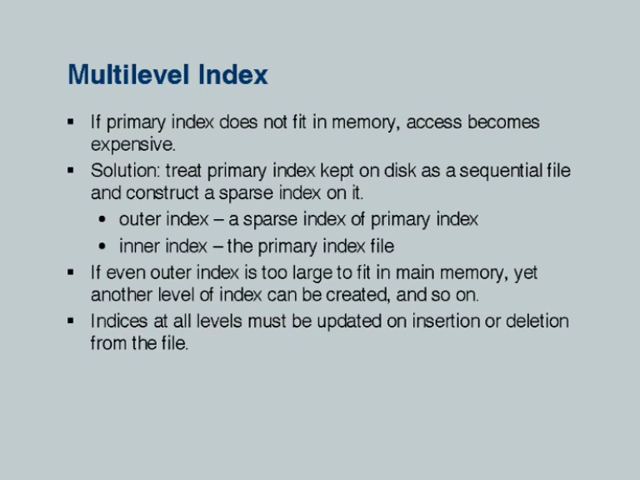 Multilevel Index
▪ If primary index does not fit in memory, access becomes
expensive.
▪ Solution: treat primary index kept on disk as a sequential file
and construct a sparse index on it.
• outer index – a sparse index of primary index
• inner index – the primary index file
▪ If even outer index is too large to fit in main memory, yet
another level of index can be created, and so on.
▪ Indices at all levels must be updated on insertion or deletion
from the file.